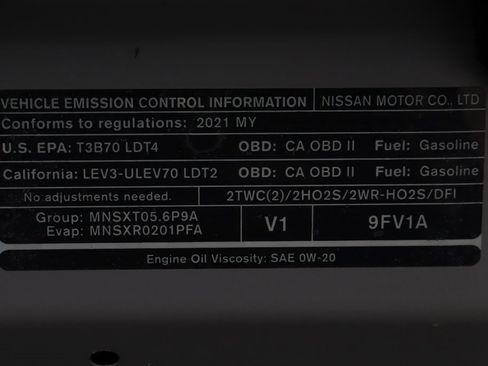 VEHICLE EMISSION CONTROL INFORMATION NISSAN MOTOR CO., LTD
Conforms to regulations: 2021 MY
U.S. EPA: T3B70 LDT4 OBD: CA OBD II Fuel: Gasoline
California: LEV3-ULEV70 LDT2 OBD: CA OBD II Fuel: Gasoline
No adjustments needed. 2TWC(2)/2HO2S/2WR-HO2S/DFI
Group: MNSXT05.6P9A
Evap: MNSXR0201PFA
V1 9FV1A
Engine Oil Viscosity: SAE 0W-20